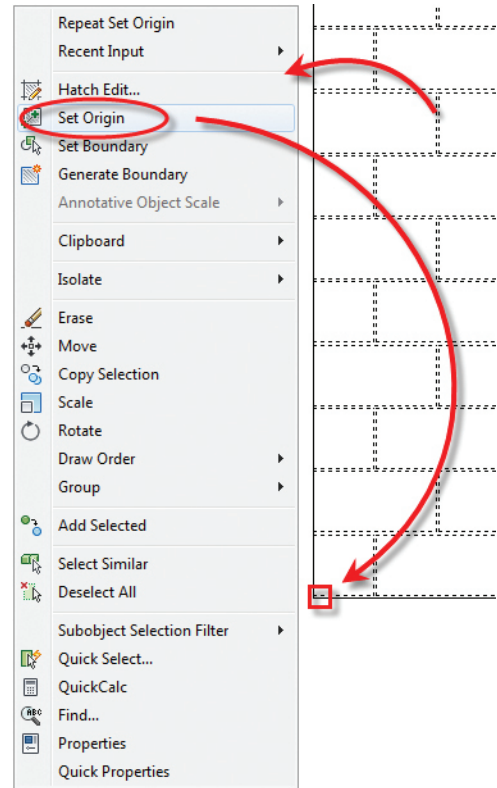 Repeat Set Origin
Recent Input
Hatch Edit...
Set Origin
Set Boundary
Generate Boundary
Annotative Object Scale
Clipboard
Isolate
Erase
Move
Copy Selection
Scale
Rotate
Draw Order
Group
Add Selected
Select Similar
Deselect All
Subobject Selection Filter
Quick Select...
QuickCalc
ABC
Find...
Properties
Quick Properties